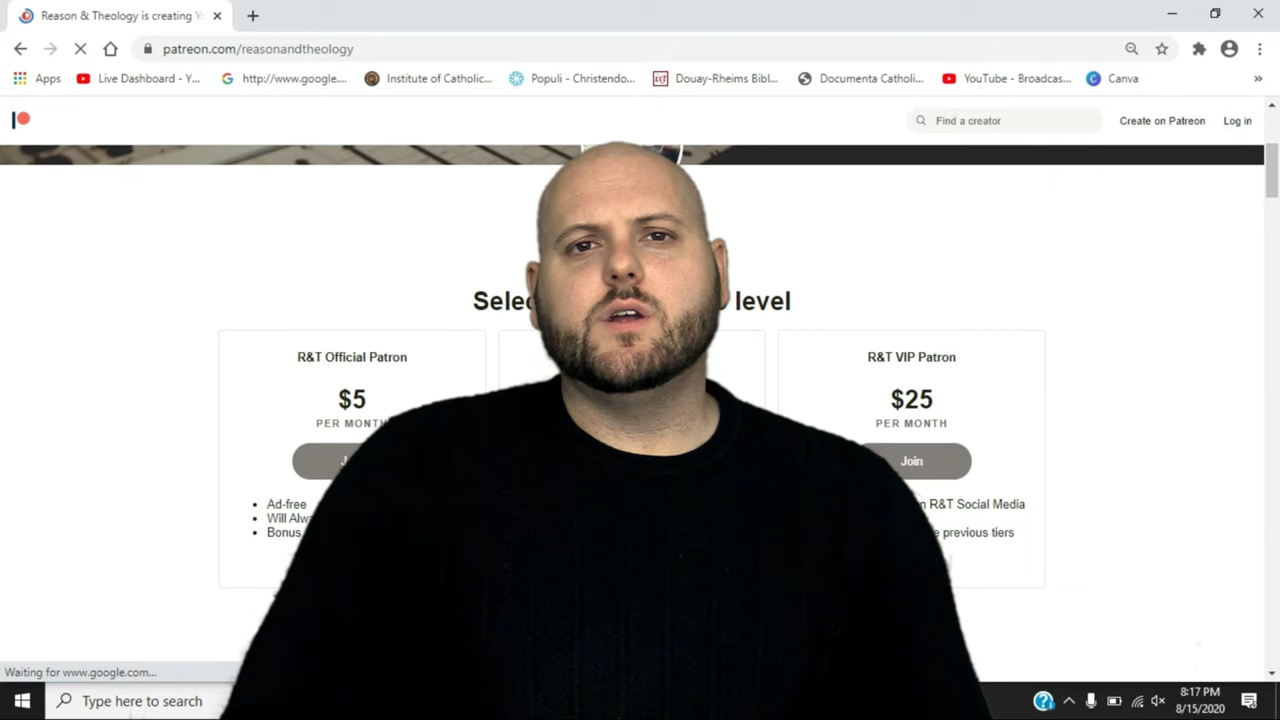 Reason & Theology is creating Yo
patreon.com/reasonandtheology
Apps
Live Dashboard - Y...
http://www.google....
Institute of Catholic...
Populi - Christendo...
Douay-Rheims Bibl...
Documenta Catholi...
YouTube - Broadcas...
Canva
Find a creator
Create on Patreon
Log in
level
R&T Official Patron
R&T VIP Patron
$5
$25
PER MONTH
PER MONTH
Join
Ad-free
R&T Social Media
Will
Bonus
previous tiers
Waiting for www.google.com...
Type here to search
8:17 PM
8/15/2020